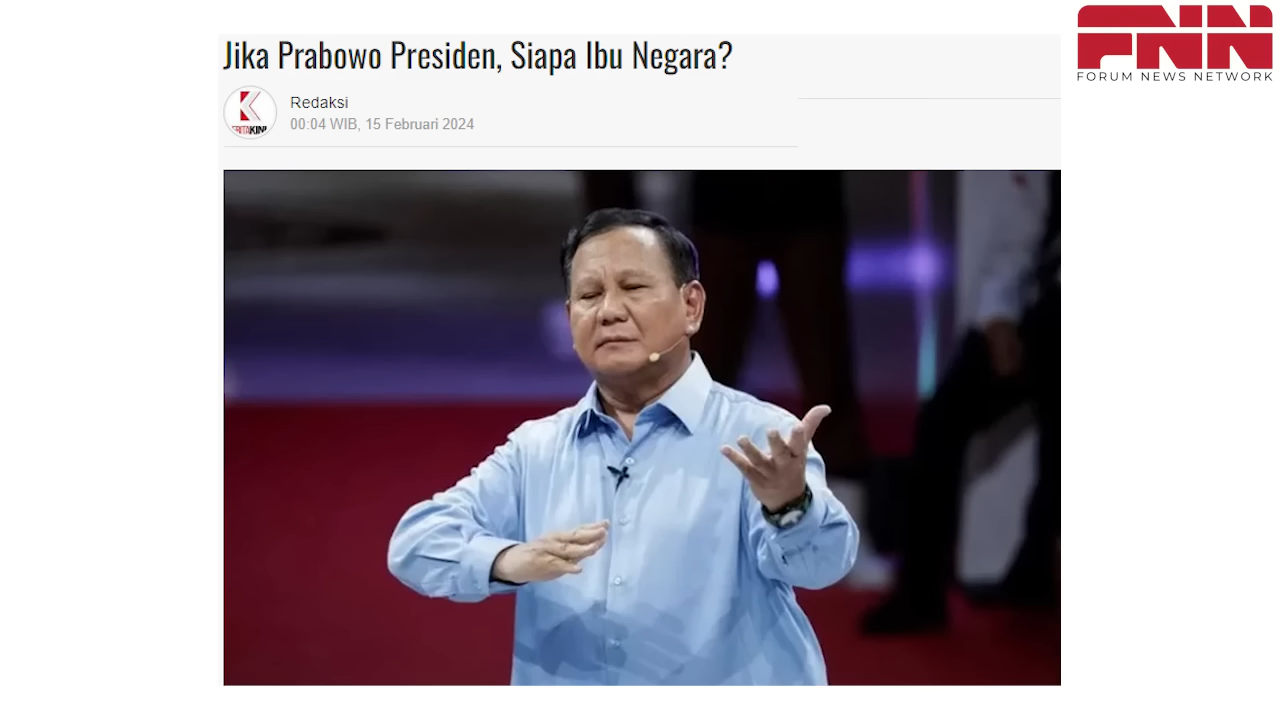 FNN
FORUM NEWS NETWORK
Jika Prabowo Presiden, Siapa Ibu Negara?
K
Redaksi
00:04 WIB, 15 Februari 2024